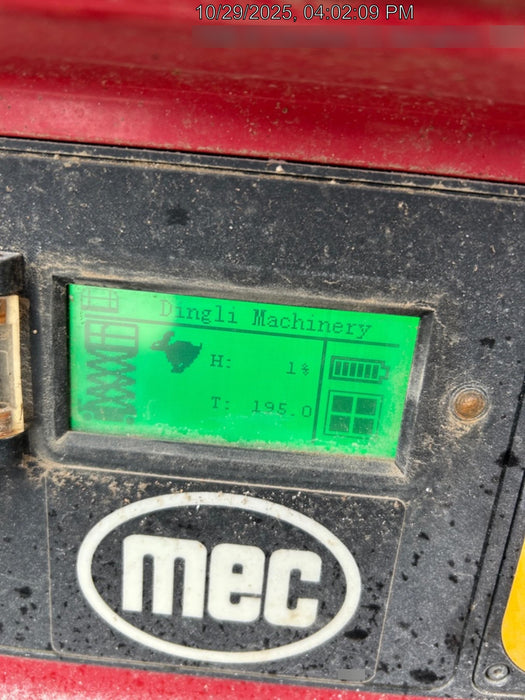 10/29/2025, 04:02:09 PM
Dingli Machinery
H: 1%
T: 195.0
mec